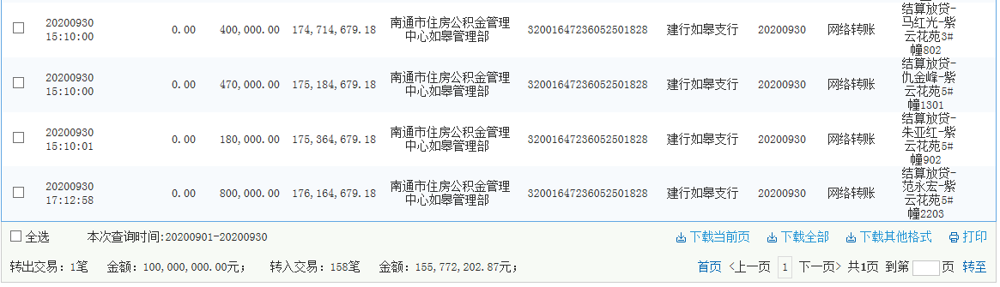 结算放贷-
20200930 南通市住房公积金管理 马红光-紫
15:10:00 0.00 400,000.00 174,714,679.18 中心如皋管理部 32001647236052501828 建行如皋支行 20200930 网络转账 云花苑3#
幢802
结算放贷-
20200930 南通市住房公积金管理 仇金峰-紫
15:10:00 0.00 470,000.00 175,184,679.18 中心如皋管理部 32001647236052501828 建行如皋支行 20200930 网络转账 云花苑5#
幢1301
结算放贷-
20200930 南通市住房公积金管理 朱亚红-紫
15:10:01 0.00 180,000.00 175,364,679.18 中心如皋管理部 32001647236052501828 建行如皋支行 20200930 网络转账 云花苑5#
幢902
结算放贷-
20200930 南通市住房公积金管理 范永宏-紫
17:12:58 0.00 800,000.00 176,164,679.18 中心如皋管理部 32001647236052501828 建行如皋支行 20200930 网络转账 云花苑5#
幢2203
全选 本次查询时间:20200901-20200930 下载当前页 下载全部 下载其他格式 打印
转出交易：1笔 金额：100,000,000.00元； 转入交易：158笔 金额：155,772,202.87元； 首页 <上一页 1 下一页> 共1页 到第 页 转至